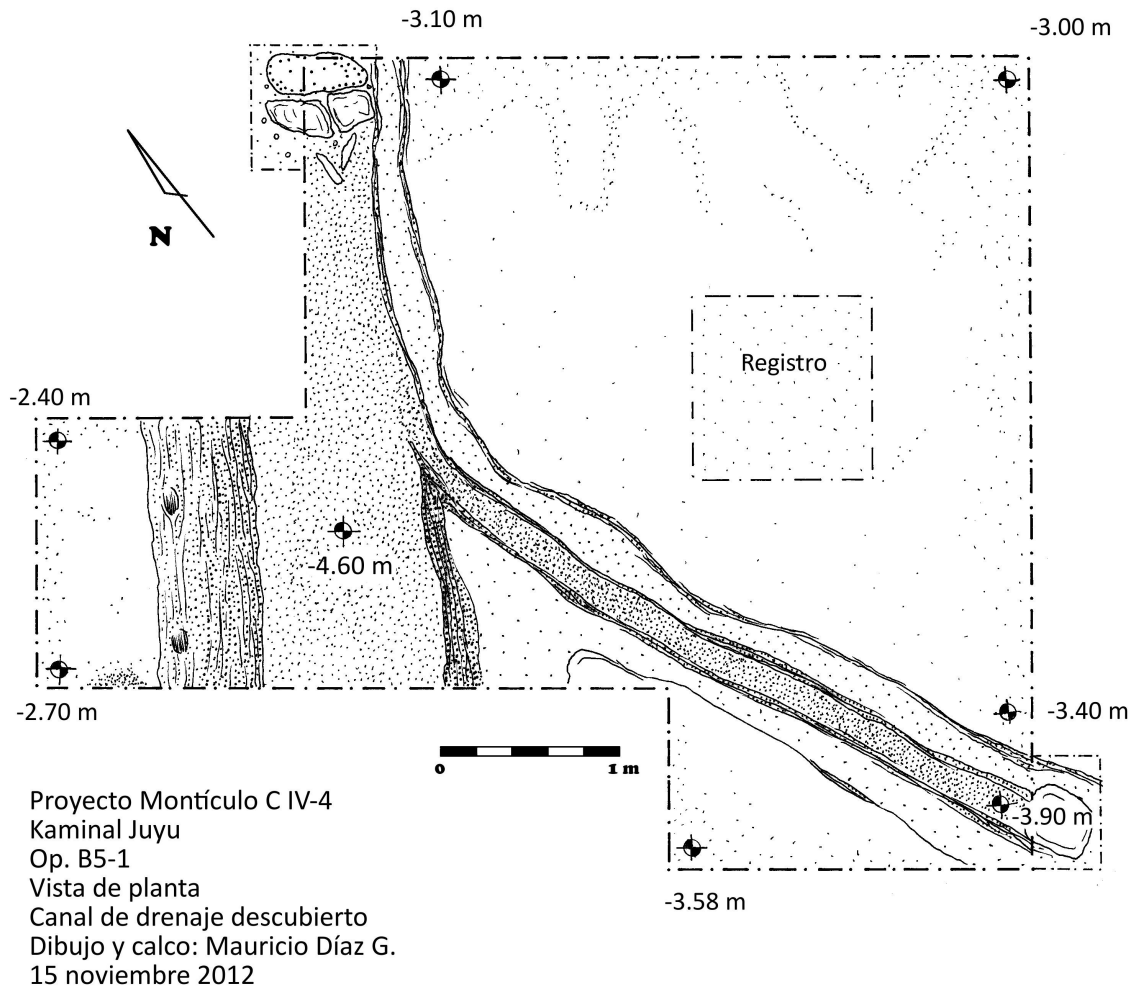 -3.10 m
-3.00 m
N
Registro
-2.40 m
-4.60 m
-2.70 m
-3.40 m
0 1 m
-3.90 m
-3.58 m
Proyecto Montículo C IV-4
Kaminal Juyu
Op. B5-1
Vista de planta
Canal de drenaje descubierto
Dibujo y calco: Mauricio Díaz G.
15 noviembre 2012